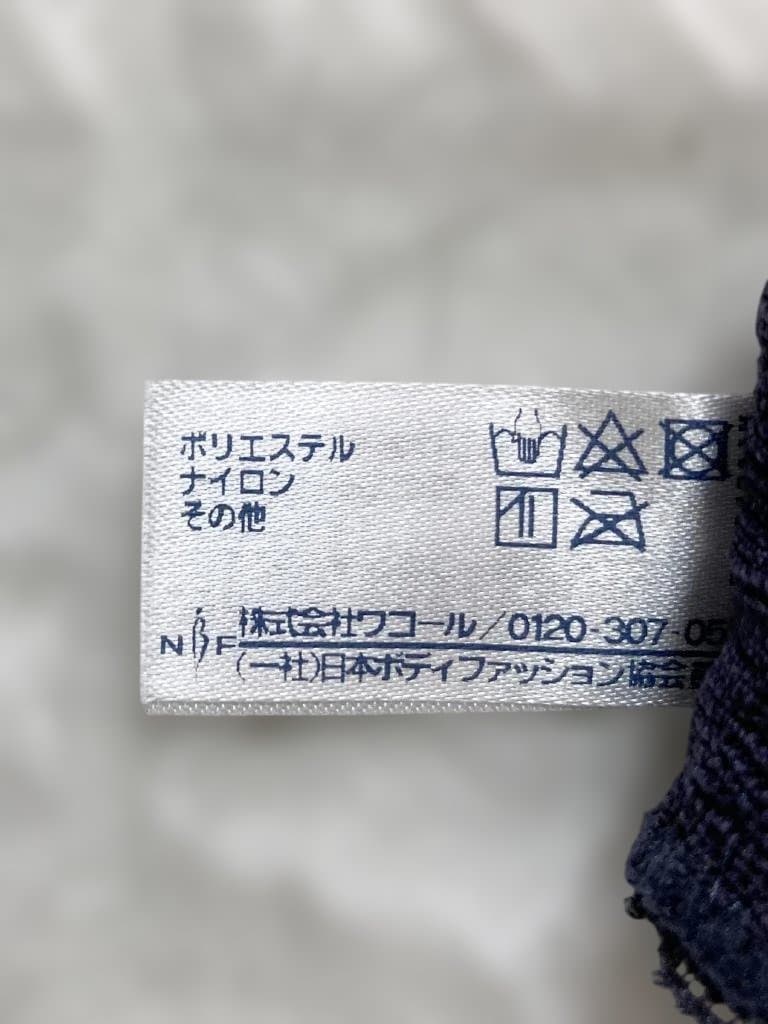 ポリエステル
ナイロン
その他
NBF
株式会社ワコール/0120-307-05
(一社)日本ボディファッション協会